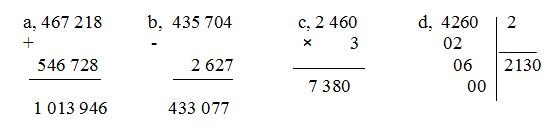 a, 467 218 b, 435 704 c, 2 460 d, 4260 2
+ - × 3 02
546 728 2 627 06 2130
7 380 00
1 013 946 433 077